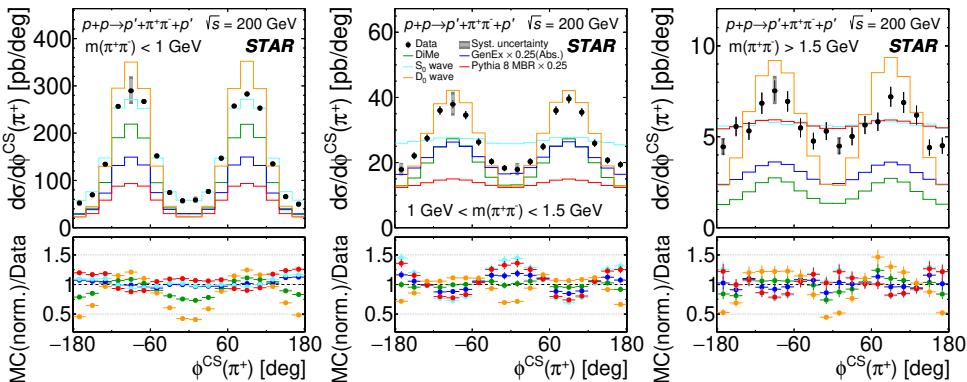 p+p→p'+π⁺π⁻+p' √s = 200 GeV
m(π⁺π⁻) < 1 GeV STAR
dσ/dϕ^CS(π⁺) [pb/deg]
400
300
200
100
0
MC(norm.)/Data
1.5
1
0.5
−180 −60 60 180
ϕ^CS(π⁺) [deg]
p+p→p'+π⁺π⁻+p' √s = 200 GeV
Data Syst. uncertainty STAR
DiMe GenEx × 0.25(Abs.)
S₀ wave Pythia 8 MBR × 0.25
D₀ wave
1 GeV < m(π⁺π⁻) < 1.5 GeV
dσ/dϕ^CS(π⁺) [pb/deg]
60
40
20
0
MC(norm.)/Data
1.5
1
0.5
−180 −60 60 180
ϕ^CS(π⁺) [deg]
p+p→p'+π⁺π⁻+p' √s = 200 GeV
m(π⁺π⁻) > 1.5 GeV STAR
dσ/dϕ^CS(π⁺) [pb/deg]
10
5
0
MC(norm.)/Data
1.5
1
0.5
−180 −60 60 180
ϕ^CS(π⁺) [deg]